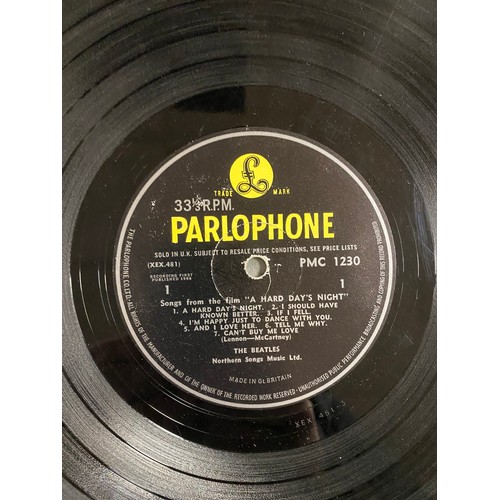 £
TRADE MARK
33⅓ R.P.M.
PARLOPHONE
SOLD IN U.K. SUBJECT TO RESALE PRICE CONDITIONS, SEE PRICE LISTS
(XEX.481)
PMC 1230
RECORDING FIRST
PUBLISHED 1964
1
1
Songs from the film "A HARD DAY'S NIGHT"
1. A HARD DAY'S NIGHT. 2. I SHOULD HAVE
KNOWN BETTER. 3. IF I FELL.
4. I'M HAPPY JUST TO DANCE WITH YOU.
5. AND I LOVE HER. 6. TELL ME WHY.
7. CAN'T BUY ME LOVE
(Lennon—McCartney)
THE BEATLES
Northern Songs Music Ltd.
MADE IN GT. BRITAIN
THE PARLOPHONE CO. LTD. ALL RIGHTS OF THE MANUFACTURER AND OF THE OWNER OF THE RECORDED WORK RESERVED. UNAUTHORISED PUBLIC PERFORMANCE, BROADCASTING AND COPYING OF THIS RECORD PROHIBITED
XEX 481